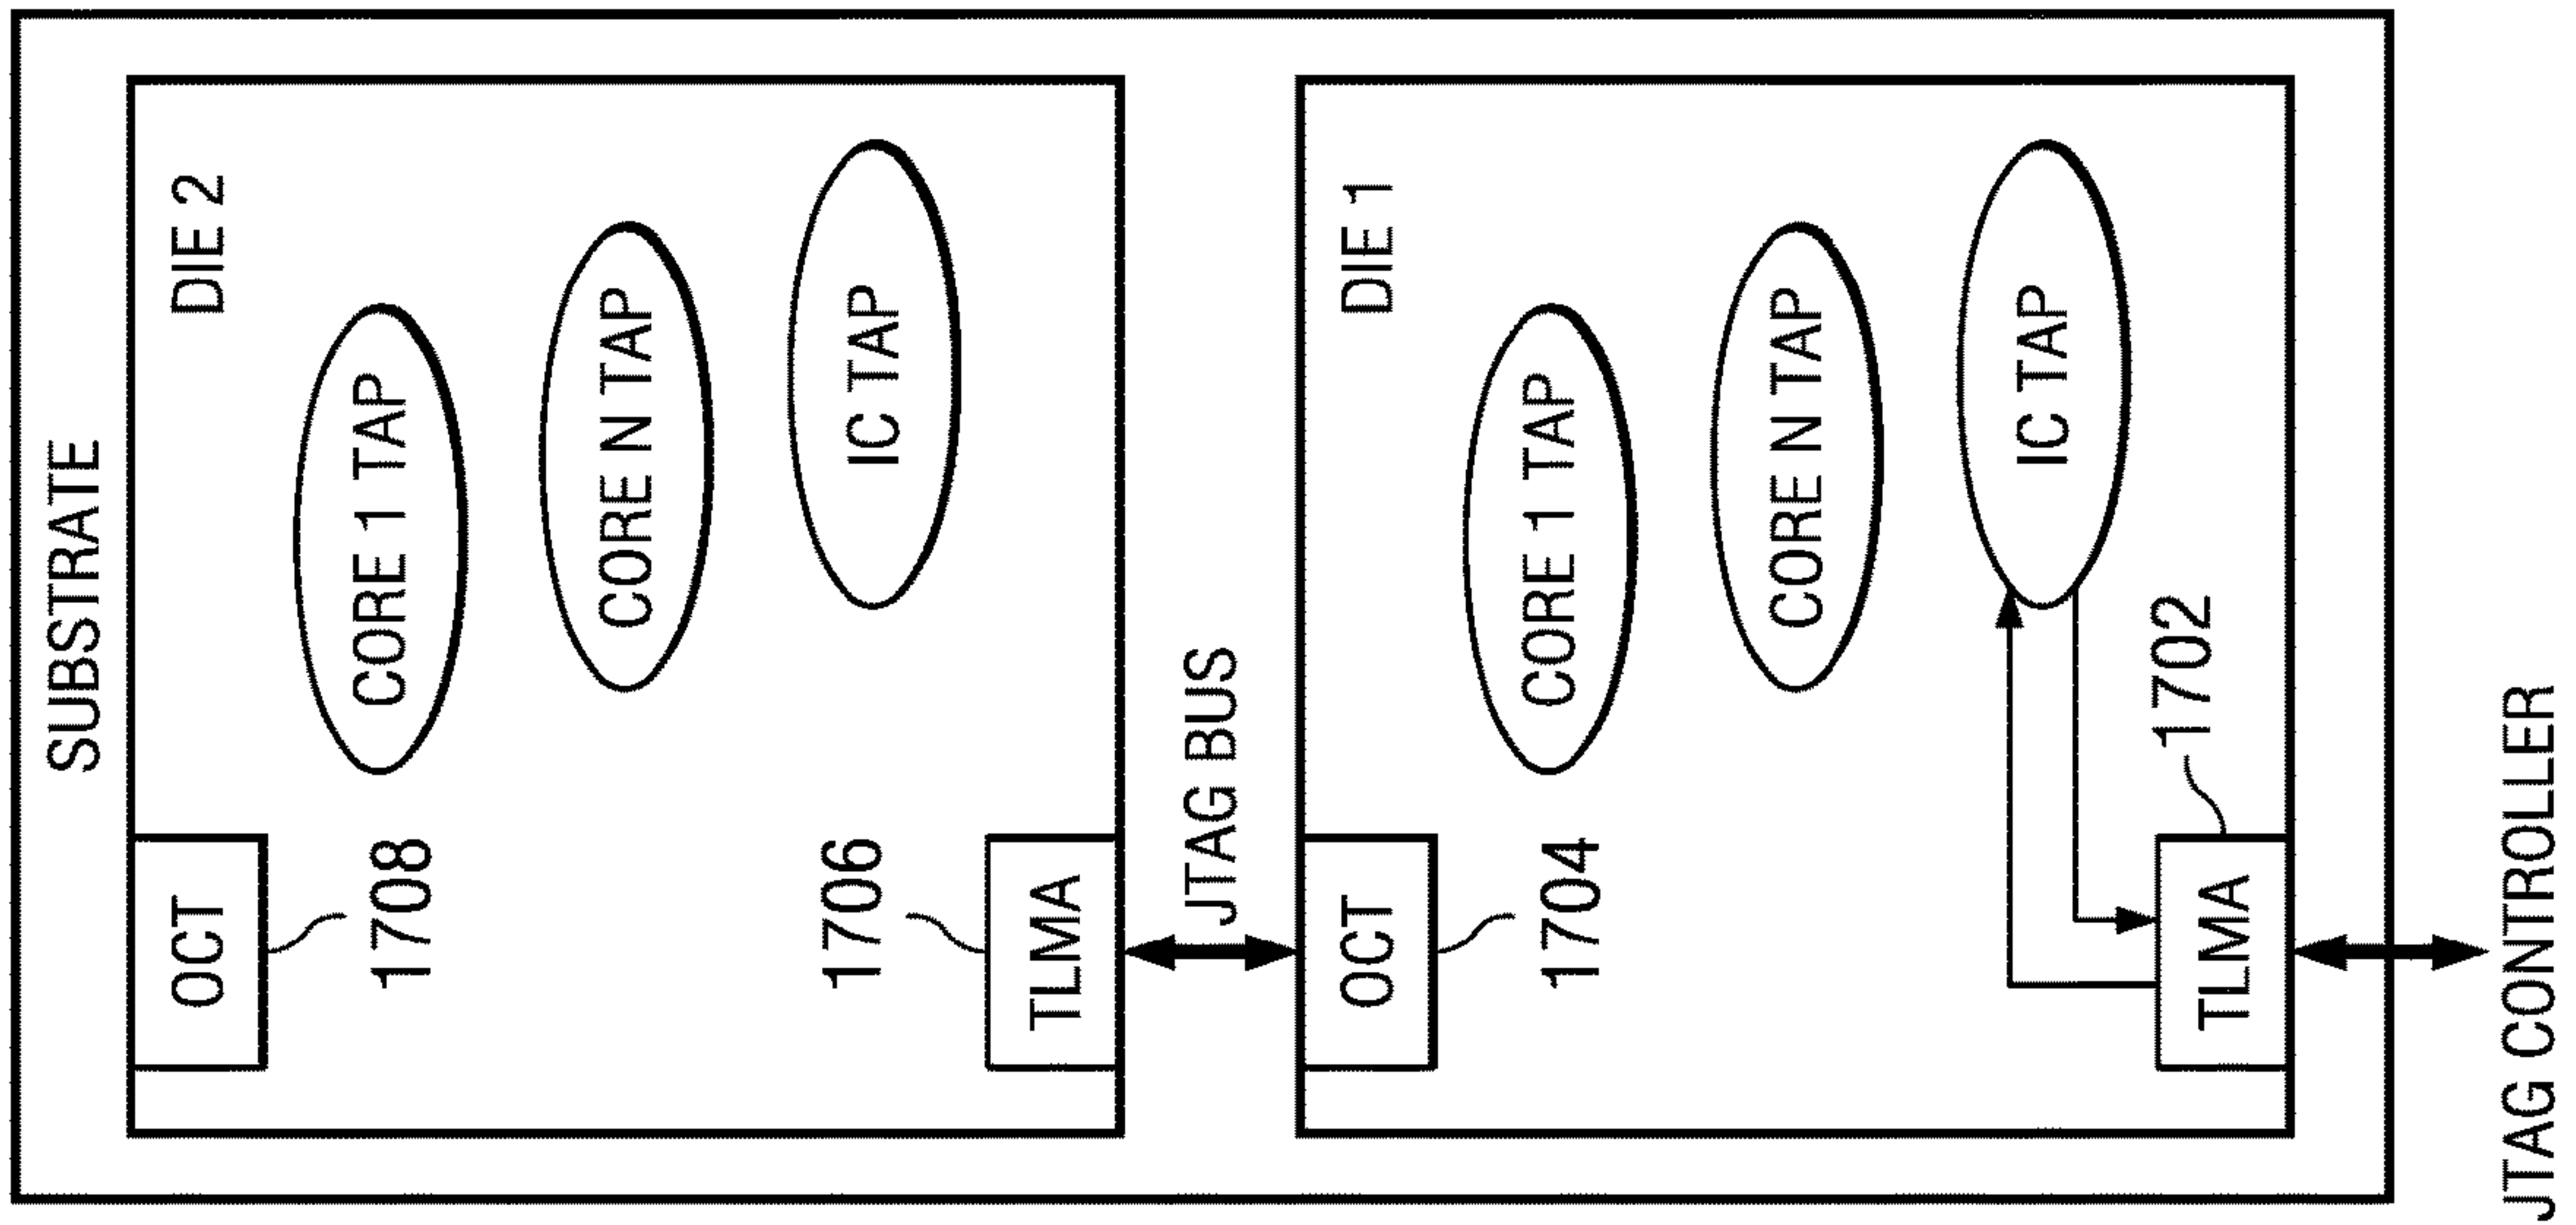 SUBSTRATE
DIE 2
OCT
1708
CORE 1 TAP
CORE N TAP
IC TAP
1706
TLMA
JTAG BUS
DIE 1
OCT
1704
CORE 1 TAP
CORE N TAP
IC TAP
1702
TLMA
JTAG CONTROLLER